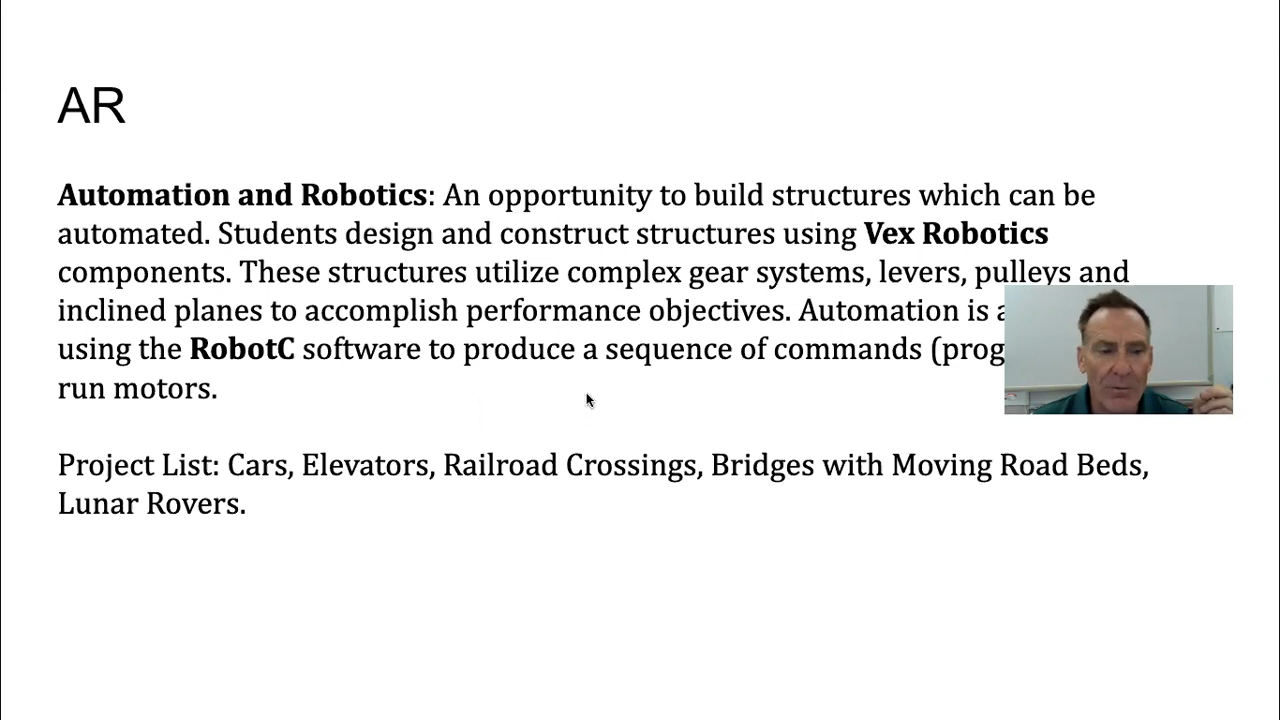 AR
Automation and Robotics: An opportunity to build structures which can be
automated. Students design and construct structures using Vex Robotics
components. These structures utilize complex gear systems, levers, pulleys and
inclined planes to accomplish performance objectives. Automation is
using the RobotC software to produce a sequence of commands
run motors.
Project List: Cars, Elevators, Railroad Crossings, Bridges with Moving Road Beds,
Lunar Rovers.